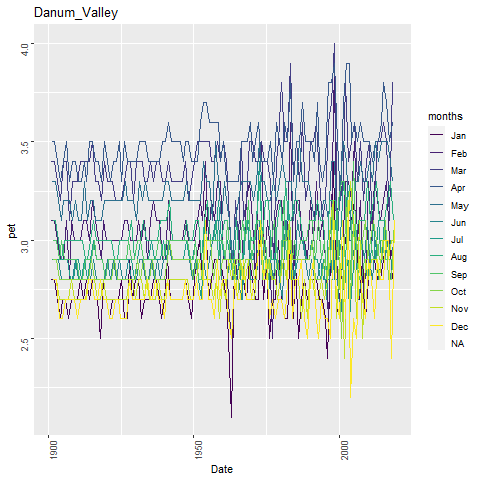 Danum_Valley
4.0
3.5
3.0
2.5
pet
1900
1950
2000
Date
months
Jan
Feb
Mar
Apr
May
Jun
Jul
Aug
Sep
Oct
Nov
Dec
NA